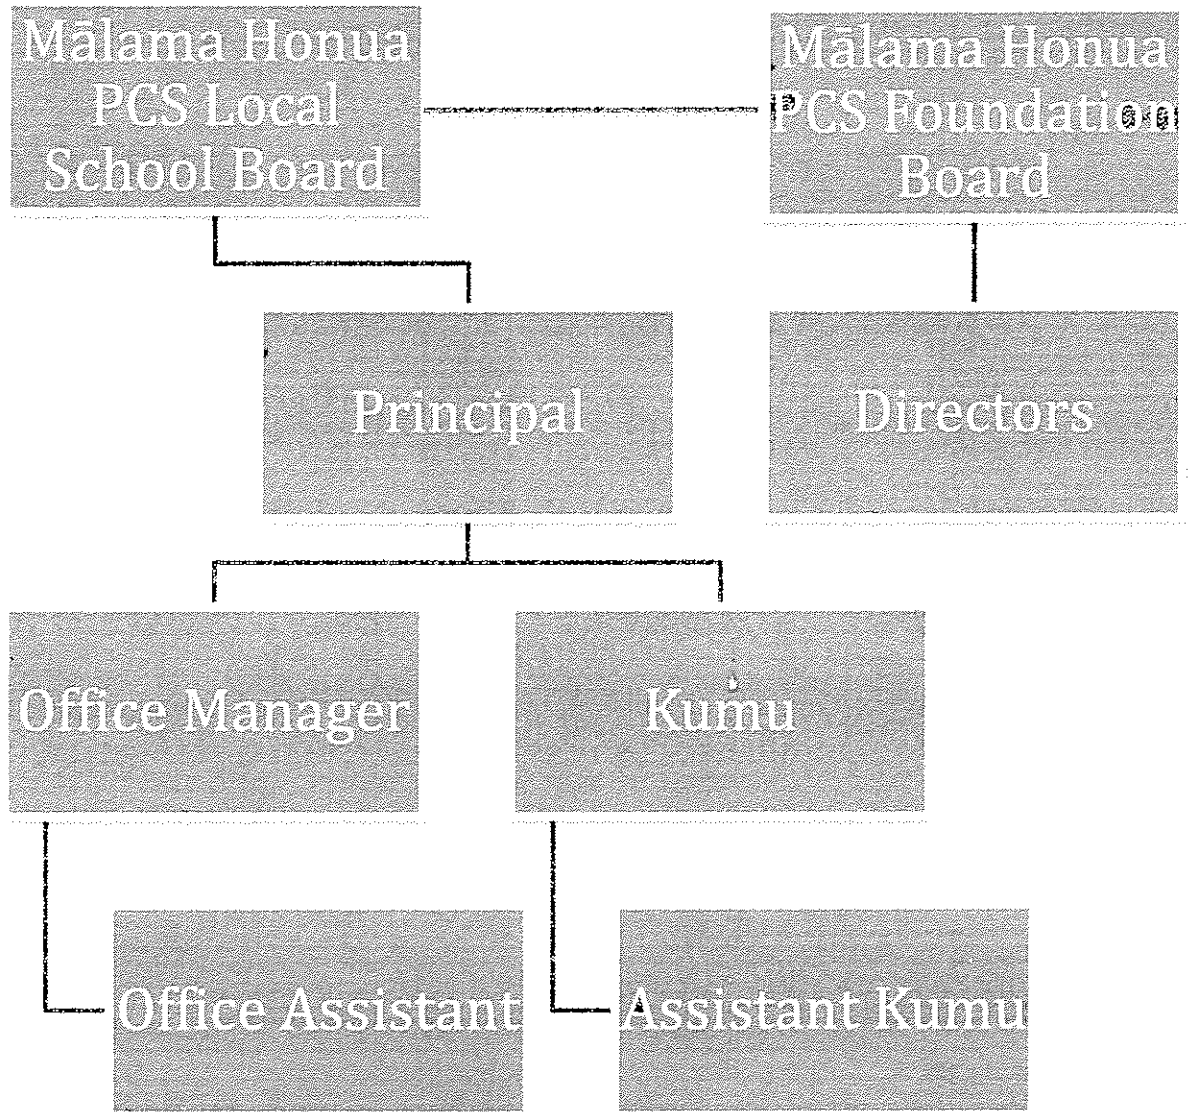 Mālama Honua
PCS Local
School Board
Mālama Honua
PCS Foundation
Board
Principal
Directors
Office Manager
Kumu
Office Assistant
Assistant Kumu